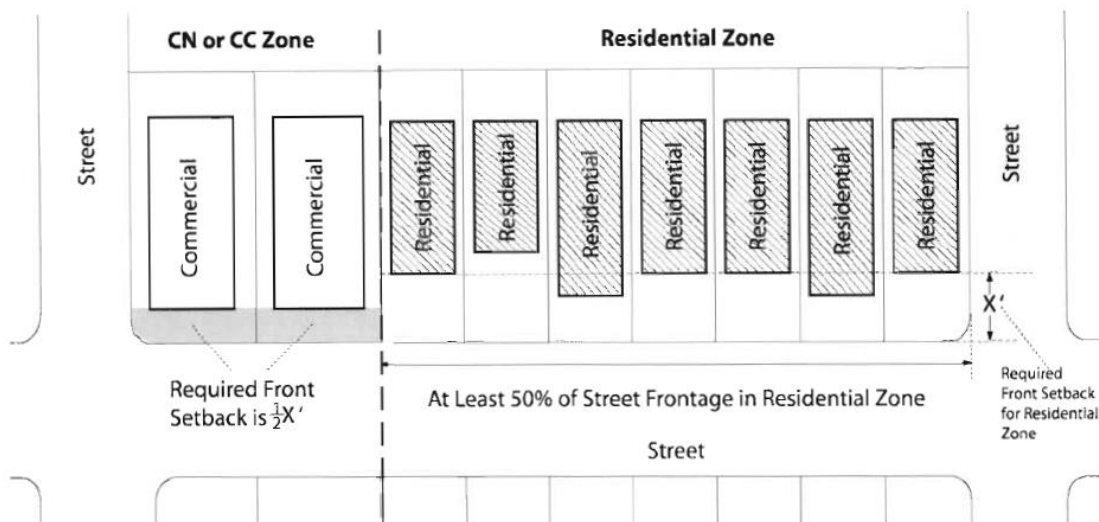 CN or CC Zone
Residential Zone
Street
Commercial
Commercial
Residential
Residential
Residential
Residential
Residential
Residential
Residential
Street
X'
Required Front
Setback is ½X'
At Least 50% of Street Frontage in Residential Zone
Required
Front Setback
for Residential
Zone
Street